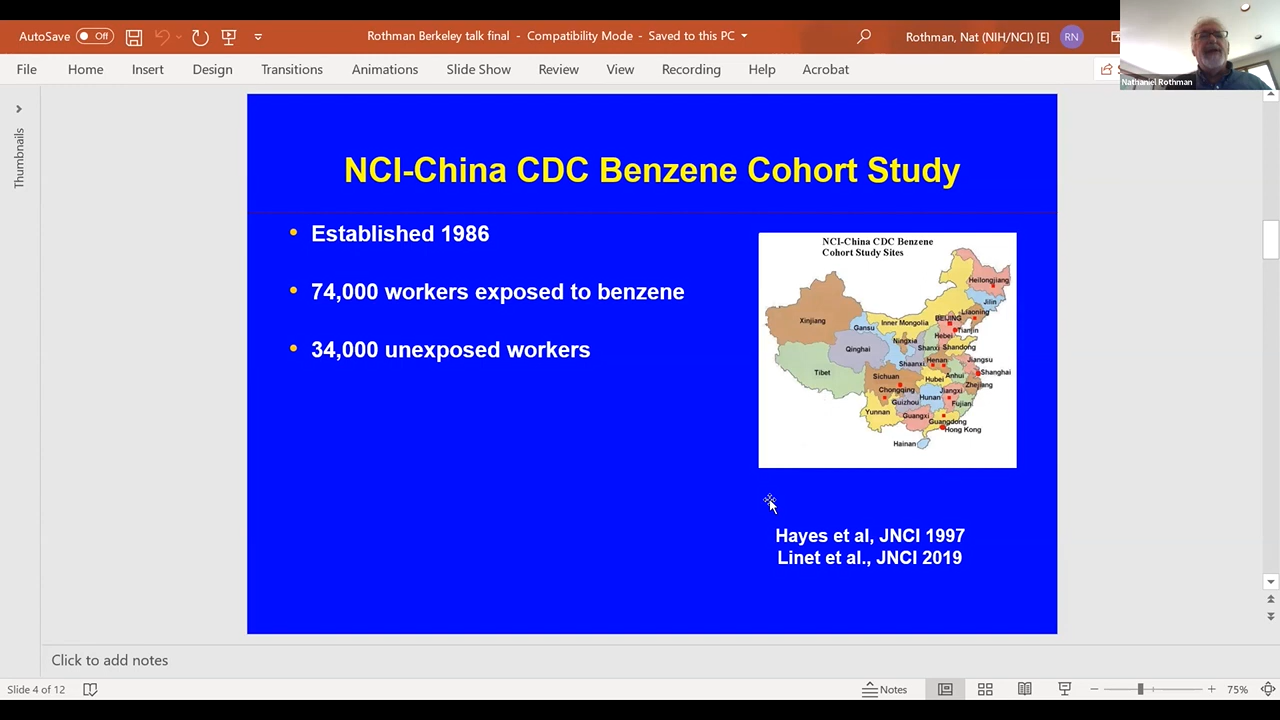 AutoSave Off
Rothman Berkeley talk final - Compatibility Mode - Saved to this PC
Rothman, Nat (NIH/NCI) [E] RN
File Home Insert Design Transitions Animations Slide Show Review View Recording Help Acrobat
Nathaniel Rothman
Thumbnails
NCI-China CDC Benzene Cohort Study
• Established 1986
• 74,000 workers exposed to benzene
• 34,000 unexposed workers
NCI-China CDC Benzene
Cohort Study Sites
Heilongjiang
Jilin
Liaoning
Xinjiang
Gansu
Inner Mongolia
BEIJING
Tianjin
Hebei
Ningxia
Shanxi
Shandong
Qinghai
Shaanxi
Henan
Jiangsu
Tibet
Sichuan
Hubei
Anhui
Shanghai
Chongqing
Zhejiang
Guizhou
Hunan
Jiangxi
Fujian
Yunnan
Guangxi
Guangdong
Hong Kong
Hainan
Hayes et al, JNCI 1997
Linet et al., JNCI 2019
Click to add notes
Slide 4 of 12
Notes
75%